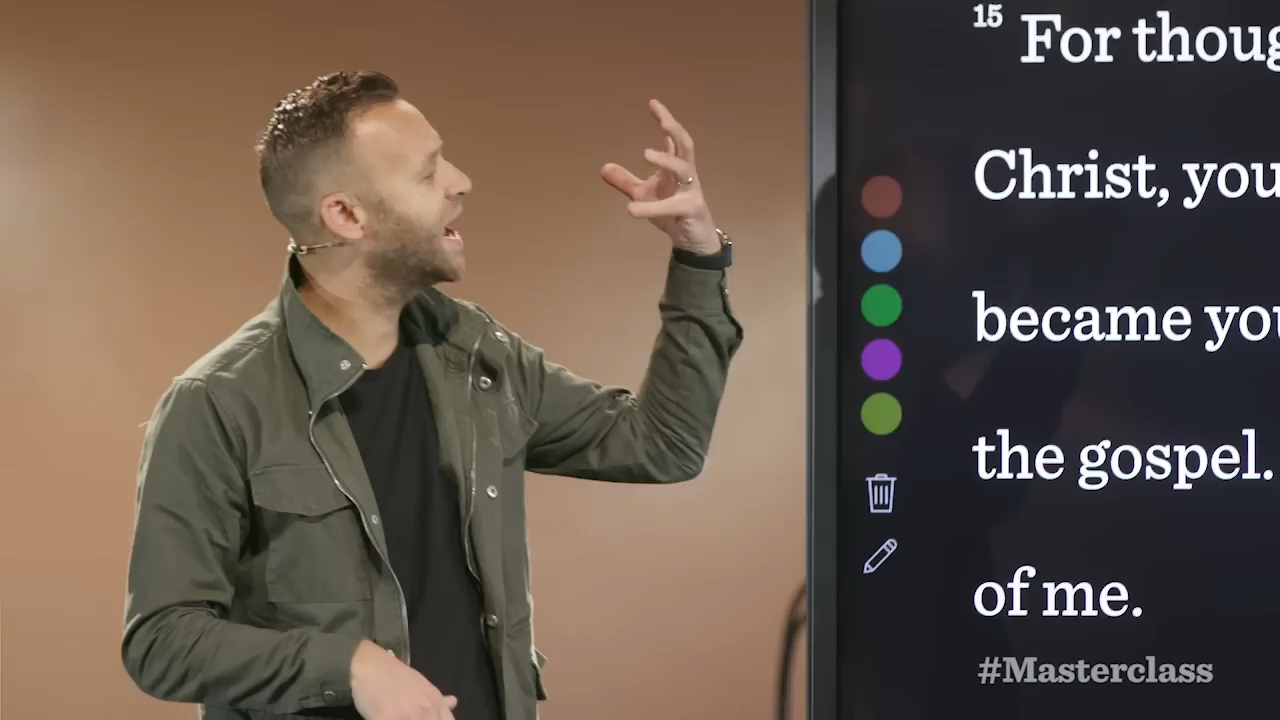 15 For thoug
Christ, you
became you
the gospel.
of me.
#Masterclass